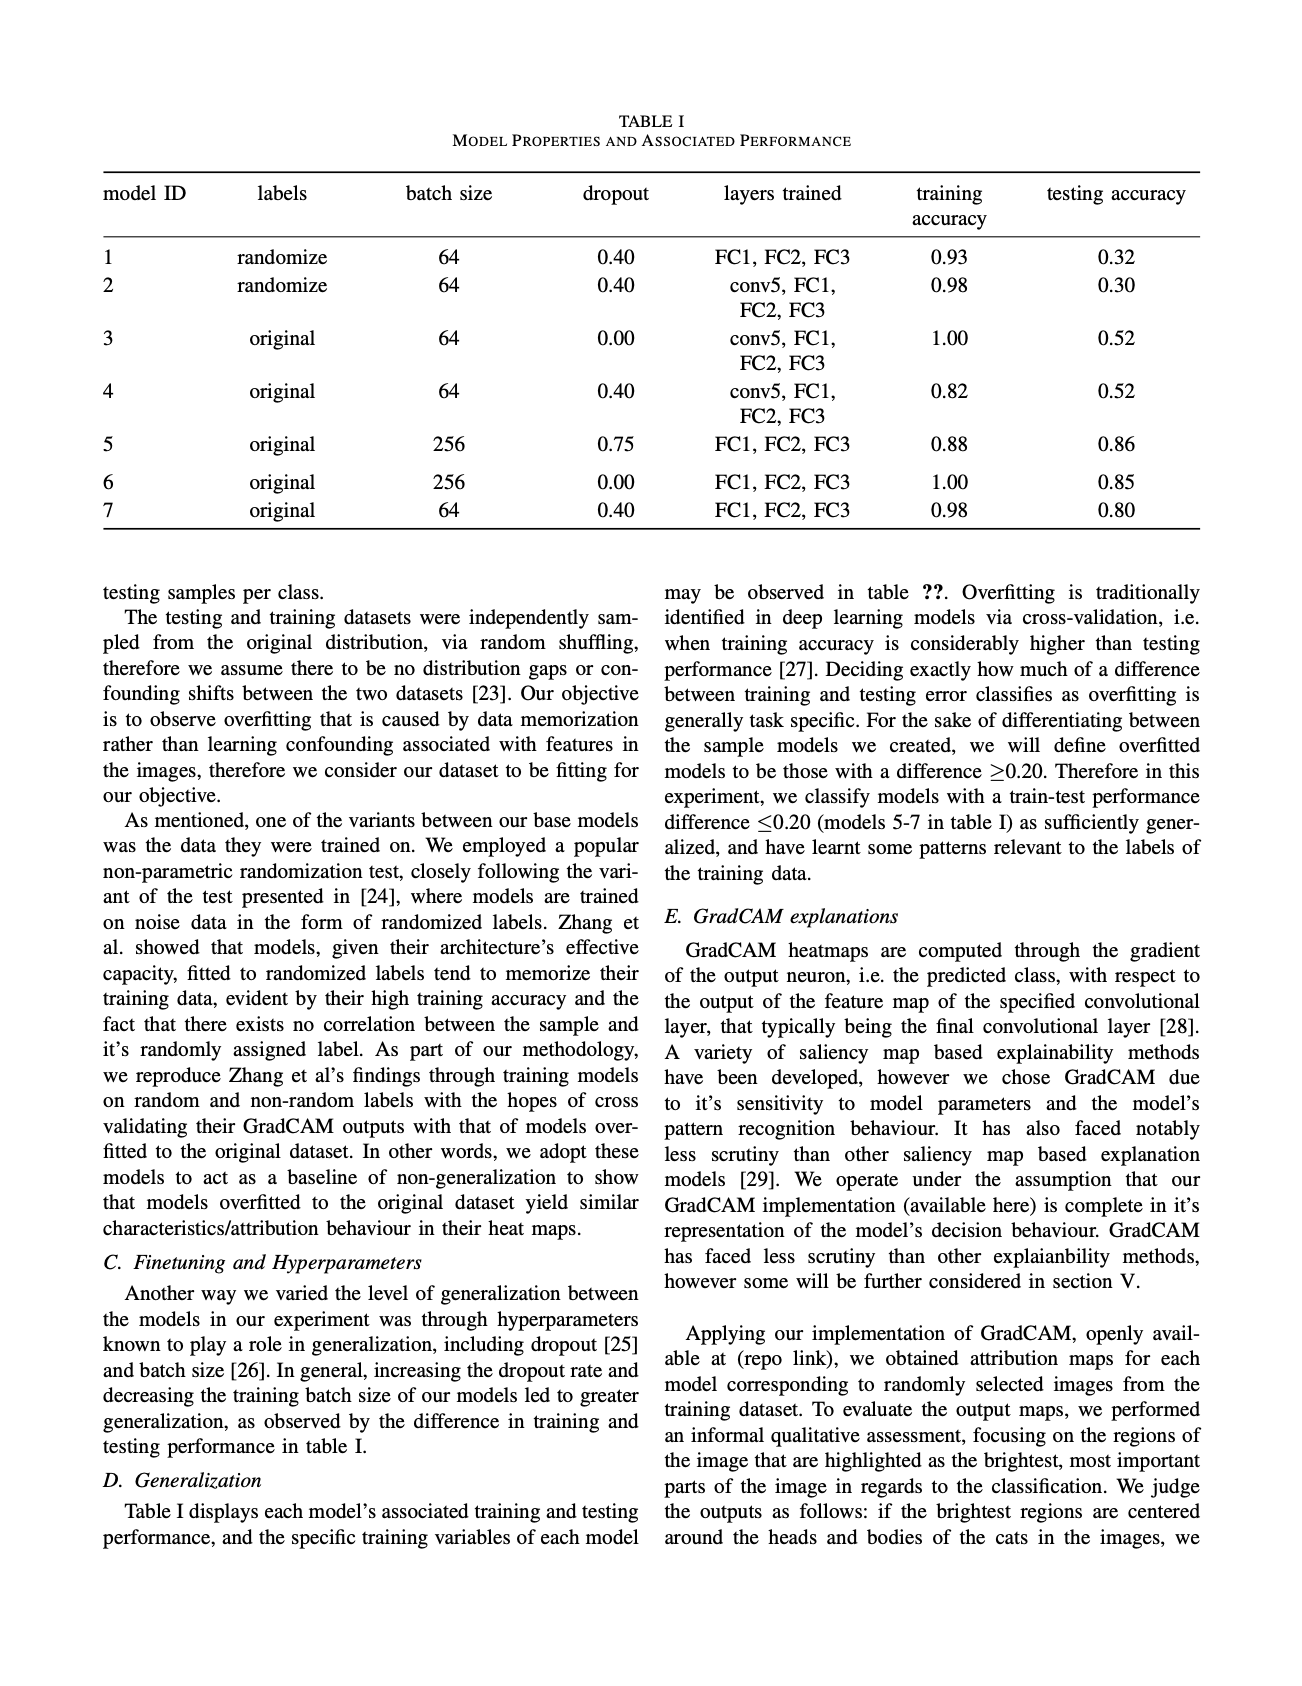 TABLE I
MODEL PROPERTIES AND ASSOCIATED PERFORMANCE
model ID labels batch size dropout layers trained training accuracy testing accuracy
1 randomize 64 0.40 FC1, FC2, FC3 0.93 0.32
2 randomize 64 0.40 conv5, FC1, FC2, FC3 0.98 0.30
3 original 64 0.00 conv5, FC1, FC2, FC3 1.00 0.52
4 original 64 0.40 conv5, FC1, FC2, FC3 0.82 0.52
5 original 256 0.75 FC1, FC2, FC3 0.88 0.86
6 original 256 0.00 FC1, FC2, FC3 1.00 0.85
7 original 64 0.40 FC1, FC2, FC3 0.98 0.80
testing samples per class.
The testing and training datasets were independently sam-
pled from the original distribution, via random shuffling,
therefore we assume there to be no distribution gaps or con-
founding shifts between the two datasets [23]. Our objective
is to observe overfitting that is caused by data memorization
rather than learning confounding associated with features in
the images, therefore we consider our dataset to be fitting for
our objective.
As mentioned, one of the variants between our base models
was the data they were trained on. We employed a popular
non-parametric randomization test, closely following the vari-
ant of the test presented in [24], where models are trained
on noise data in the form of randomized labels. Zhang et
al. showed that models, given their architecture's effective
capacity, fitted to randomized labels tend to memorize their
training data, evident by their high training accuracy and the
fact that there exists no correlation between the sample and
it's randomly assigned label. As part of our methodology,
we reproduce Zhang et al's findings through training models
on random and non-random labels with the hopes of cross
validating their GradCAM outputs with that of models over-
fitted to the original dataset. In other words, we adopt these
models to act as a baseline of non-generalization to show
that models overfitted to the original dataset yield similar
characteristics/attribution behaviour in their heat maps.
C. Finetuning and Hyperparameters
Another way we varied the level of generalization between
the models in our experiment was through hyperparameters
known to play a role in generalization, including dropout [25]
and batch size [26]. In general, increasing the dropout rate and
decreasing the training batch size of our models led to greater
generalization, as observed by the difference in training and
testing performance in table I.
D. Generalization
Table I displays each model's associated training and testing
performance, and the specific training variables of each model
may be observed in table ??. Overfitting is traditionally
identified in deep learning models via cross-validation, i.e.
when training accuracy is considerably higher than testing
performance [27]. Deciding exactly how much of a difference
between training and testing error classifies as overfitting is
generally task specific. For the sake of differentiating between
the sample models we created, we will define overfitted
models to be those with a difference ≥0.20. Therefore in this
experiment, we classify models with a train-test performance
difference ≤0.20 (models 5-7 in table I) as sufficiently gener-
alized, and have learnt some patterns relevant to the labels of
the training data.
E. GradCAM explanations
GradCAM heatmaps are computed through the gradient
of the output neuron, i.e. the predicted class, with respect to
the output of the feature map of the specified convolutional
layer, that typically being the final convolutional layer [28].
A variety of saliency map based explainability methods
have been developed, however we chose GradCAM due
to it's sensitivity to model parameters and the model's
pattern recognition behaviour. It has also faced notably
less scrutiny than other saliency map based explanation
models [29]. We operate under the assumption that our
GradCAM implementation (available here) is complete in it's
representation of the model's decision behaviour. GradCAM
has faced less scrutiny than other explaianbility methods,
however some will be further considered in section V.
Applying our implementation of GradCAM, openly avail-
able at (repo link), we obtained attribution maps for each
model corresponding to randomly selected images from the
training dataset. To evaluate the output maps, we performed
an informal qualitative assessment, focusing on the regions of
the image that are highlighted as the brightest, most important
parts of the image in regards to the classification. We judge
the outputs as follows: if the brightest regions are centered
around the heads and bodies of the cats in the images, we